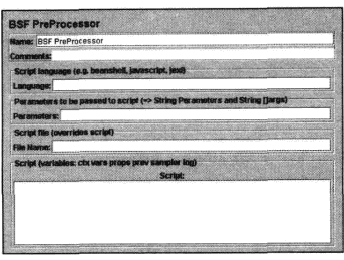 BSF PreProcessor
Name: BSF PreProcessor
Comments:
Script language (e.g. beanshell, javascript, jexl)
Language:
Parameters to be passed to script (=> String Parameters and String []args)
Parameters:
Script file (overrides script)
File Name:
Script (variables: ctx vars props prev sampler log)
Script: